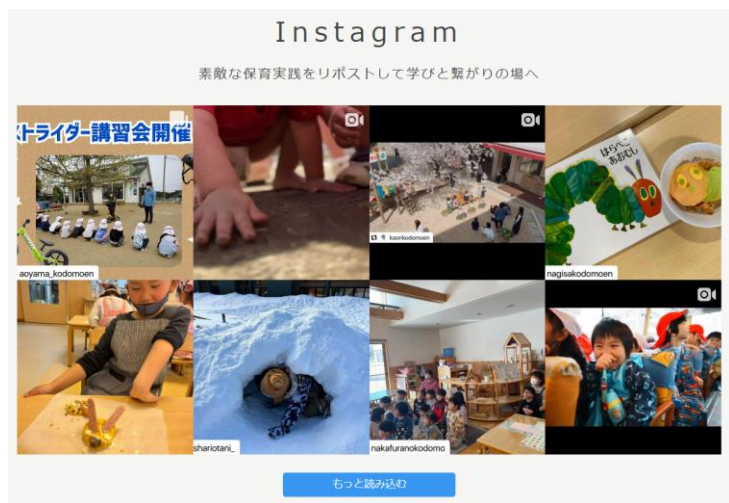 Instagram
素敵な保育実践をリポストして学びと繋がりの場へ
トライダー講習会開催
aoyama_kodomoen
kaorikodomoen
はらぺこ
あおむし
nagisakodomoen
shariotani_
nakafuranokodomo
もっと読み込む